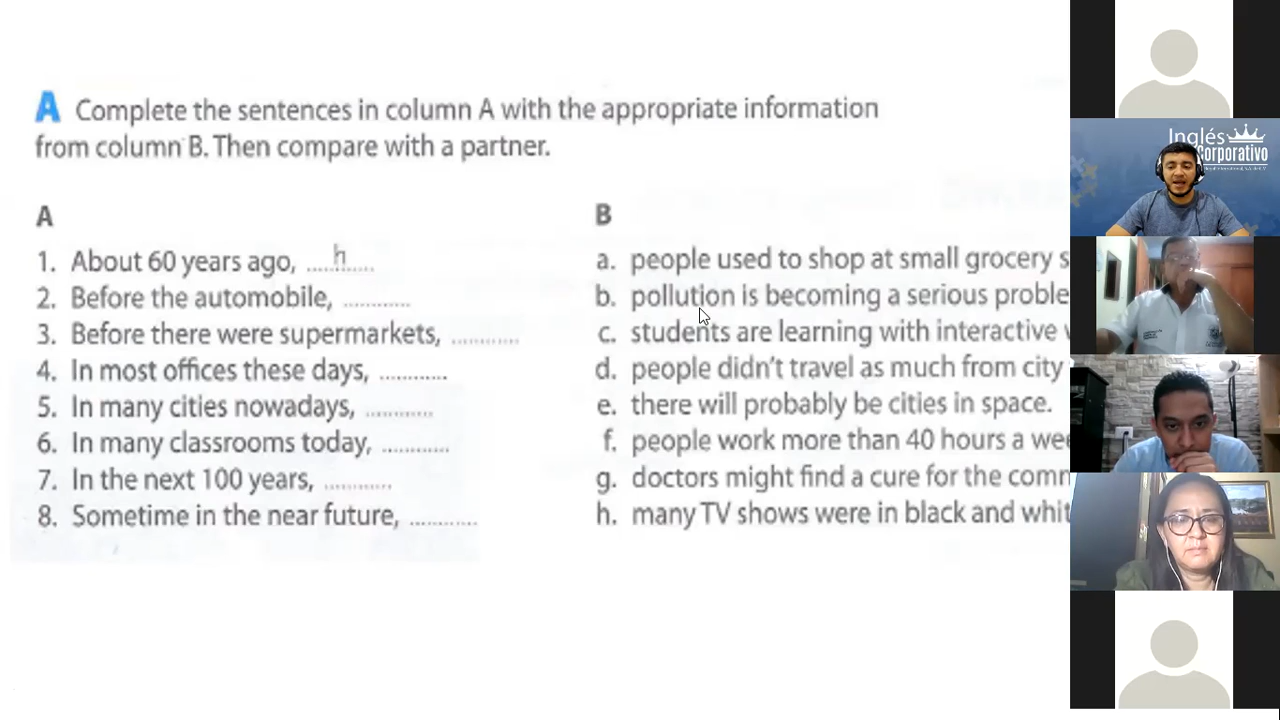 A Complete the sentences in column A with the appropriate information
from column B. Then compare with a partner.
A
1. About 60 years ago, ....h....
2. Before the automobile, ............
3. Before there were supermarkets, ............
4. In most offices these days, ............
5. In many cities nowadays, ............
6. In many classrooms today, ............
7. In the next 100 years, ............
8. Sometime in the near future, ............
B
a. people used to shop at small grocery s
b. pollution is becoming a serious proble
c. students are learning with interactive
d. people didn't travel as much from city
e. there will probably be cities in space.
f. people work more than 40 hours a we
g. doctors might find a cure for the com
h. many TV shows were in black and whit
Inglés
Corporativo